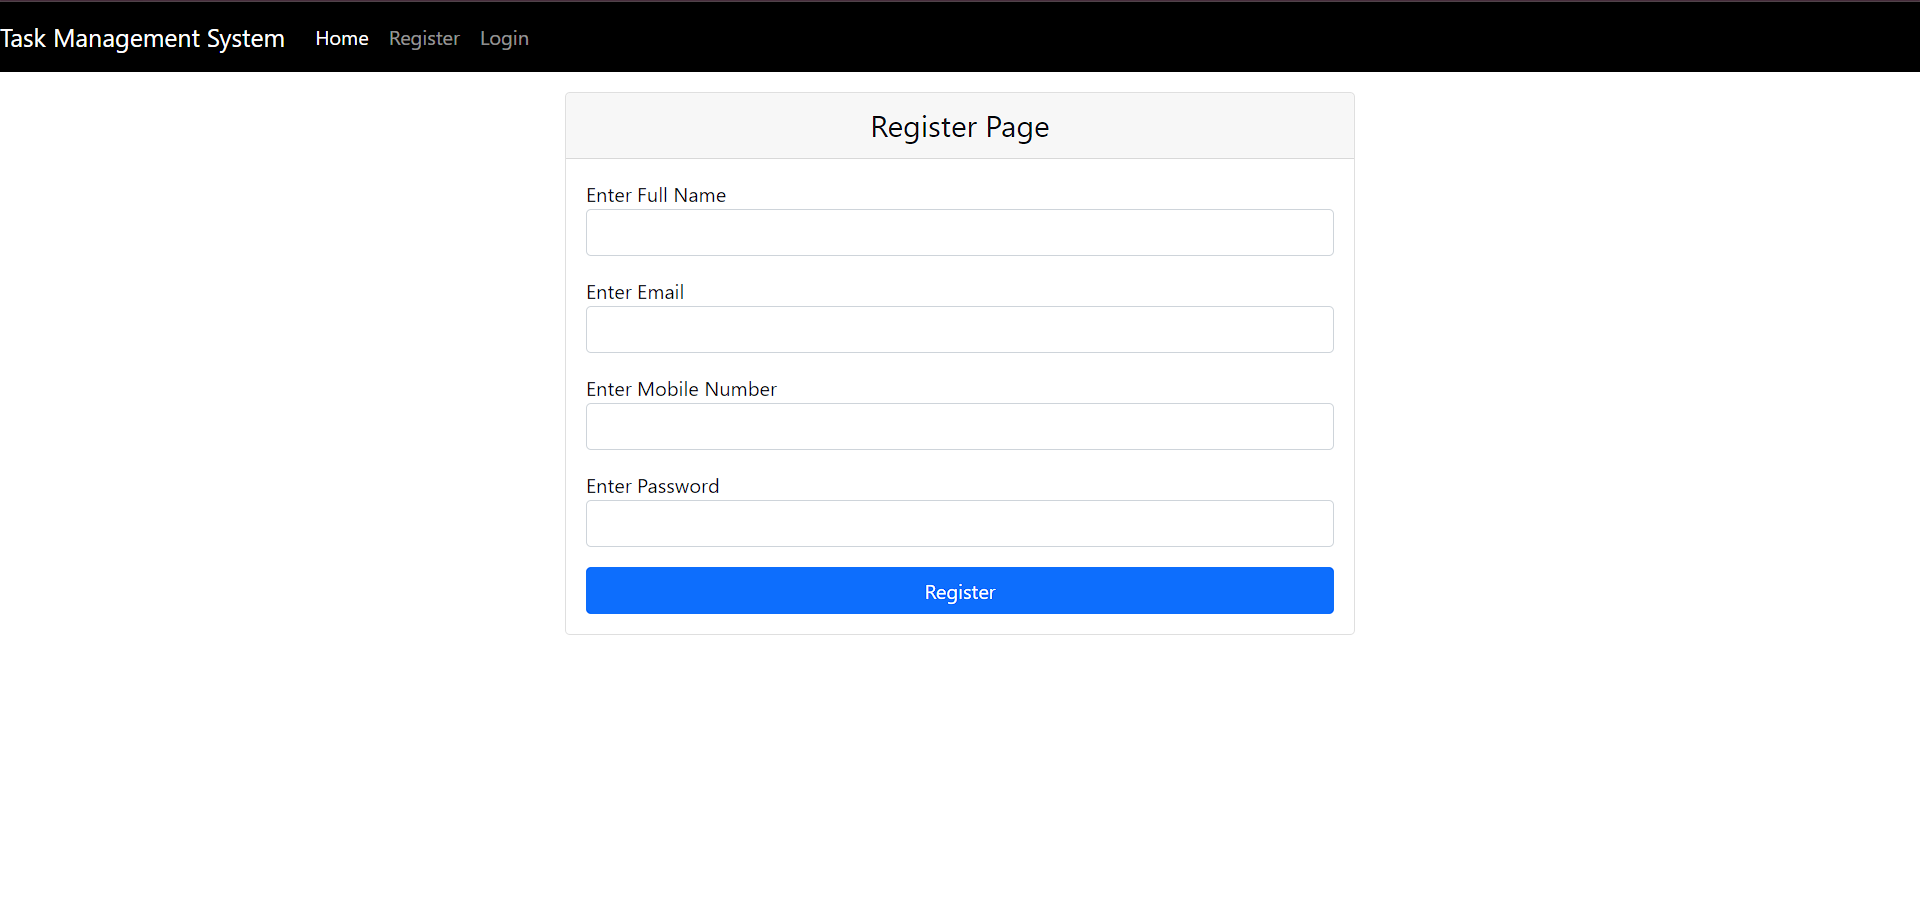 Task Management System Home Register Login
Register Page
Enter Full Name
Enter Email
Enter Mobile Number
Enter Password
Register